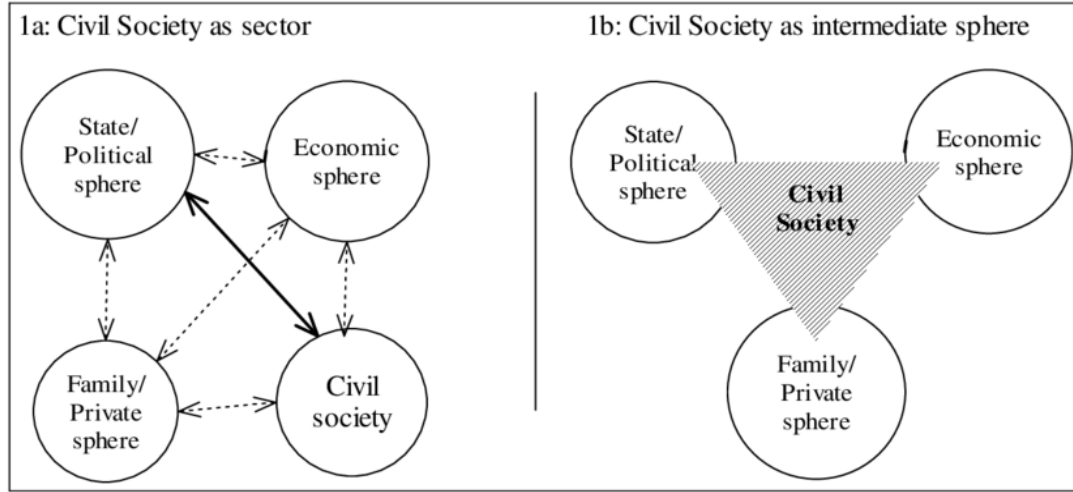 1a: Civil Society as sector
State/
Political
sphere
Economic
sphere
Family/
Private
sphere
Civil
society
1b: Civil Society as intermediate sphere
State/
Political
sphere
Economic
sphere
Civil
Society
Family/
Private
sphere